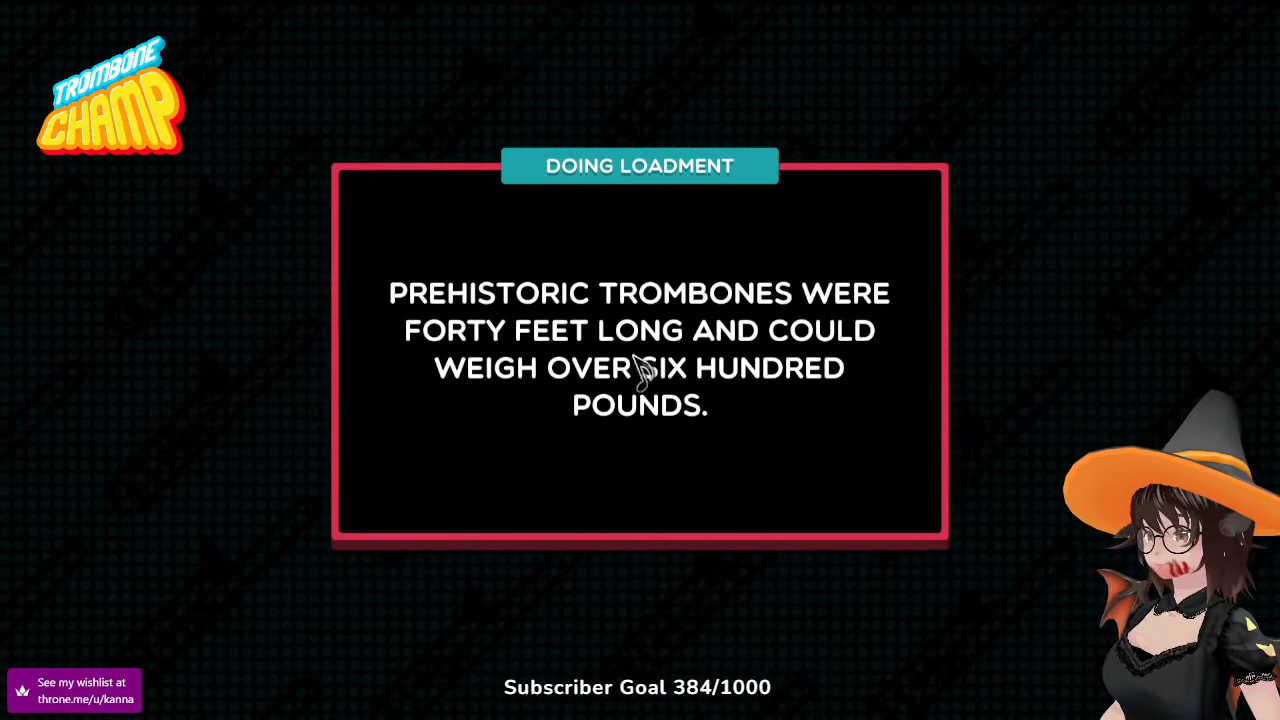 TROMBONE
CHAMP
DOING LOADMENT
PREHISTORIC TROMBONES WERE
FORTY FEET LONG AND COULD
WEIGH OVER SIX HUNDRED
POUNDS.
See my wishlist at
throne.me/u/kanna
Subscriber Goal 384/1000